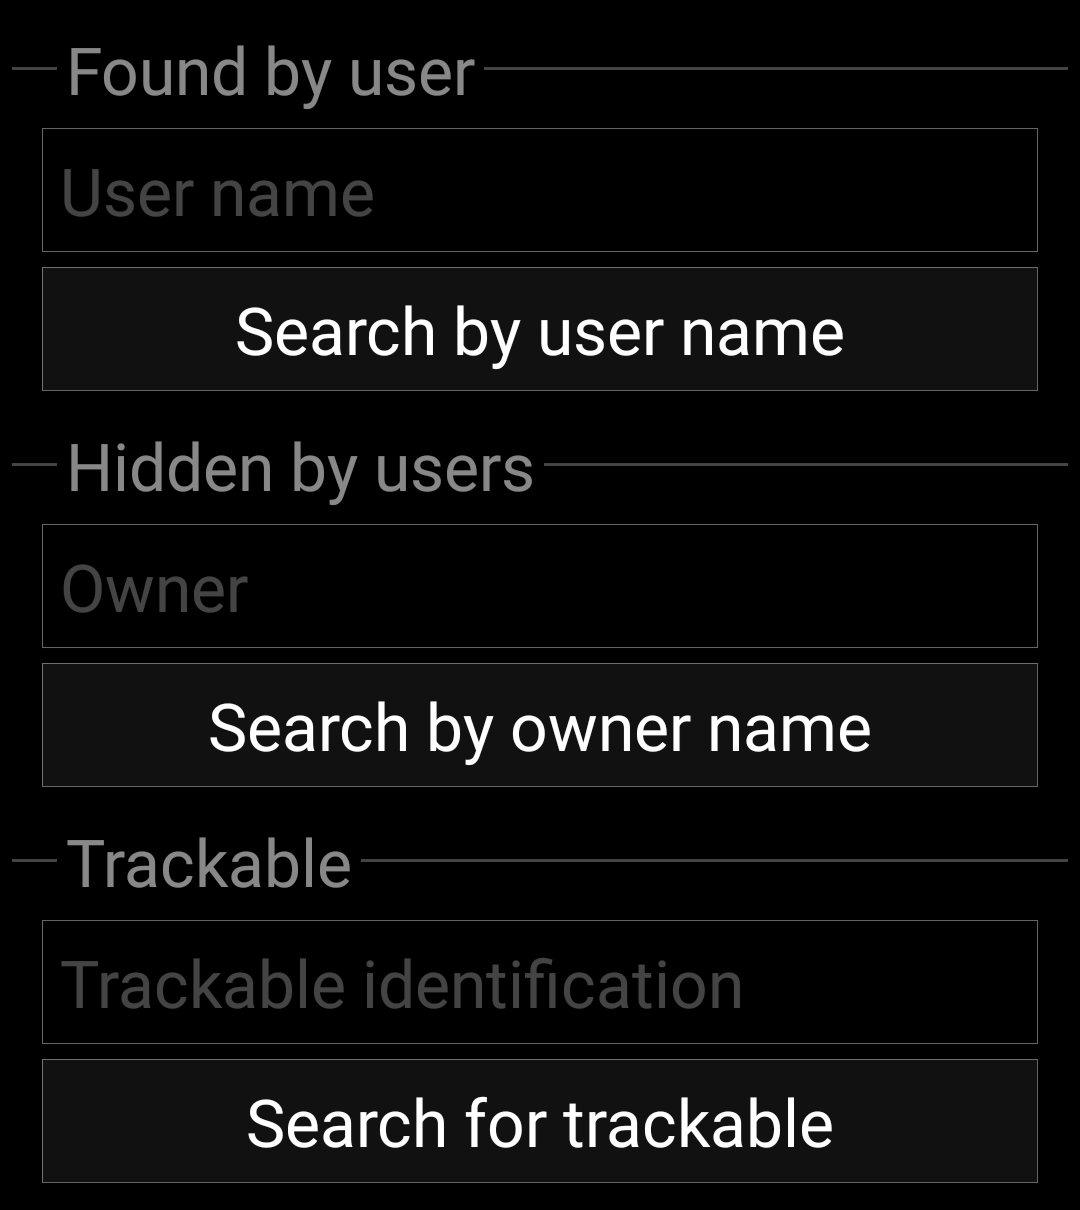 Found by user
User name
Search by user name
Hidden by users
Owner
Search by owner name
Trackable
Trackable identification
Search for trackable